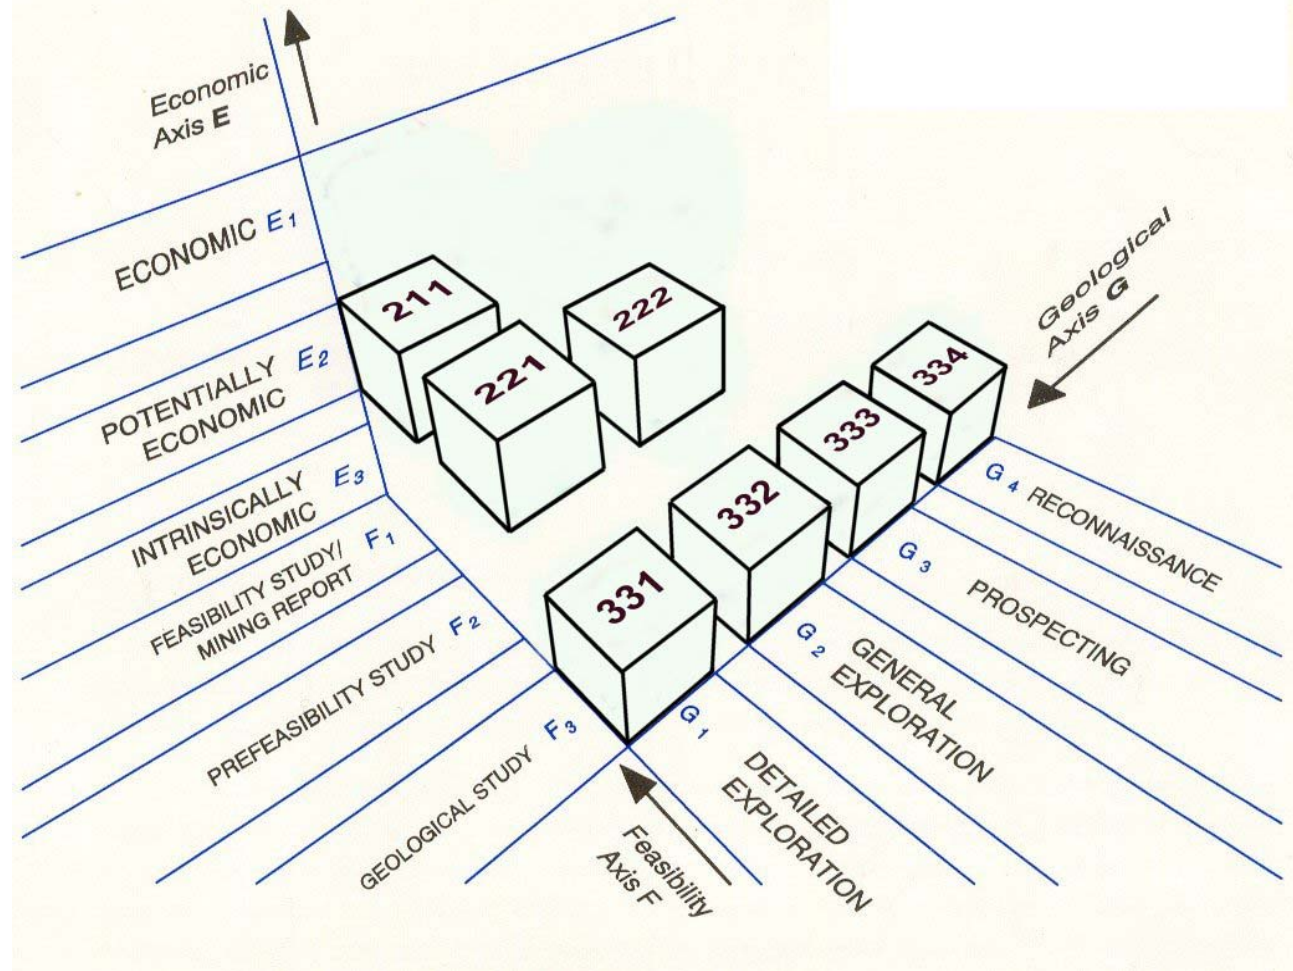 Economic
Axis E
ECONOMIC E1
POTENTIALLY E2
ECONOMIC
INTRINSICALLY E3
ECONOMIC
FEASIBILITY STUDY/ F1
MINING REPORT
PREFEASIBILITY STUDY F2
GEOLOGICAL STUDY F3
211
221
222
331
332
333
334
Geological
Axis G
G4 RECONNAISSANCE
G3 PROSPECTING
G2 GENERAL
EXPLORATION
G1 DETAILED
EXPLORATION
Feasibility
Axis F